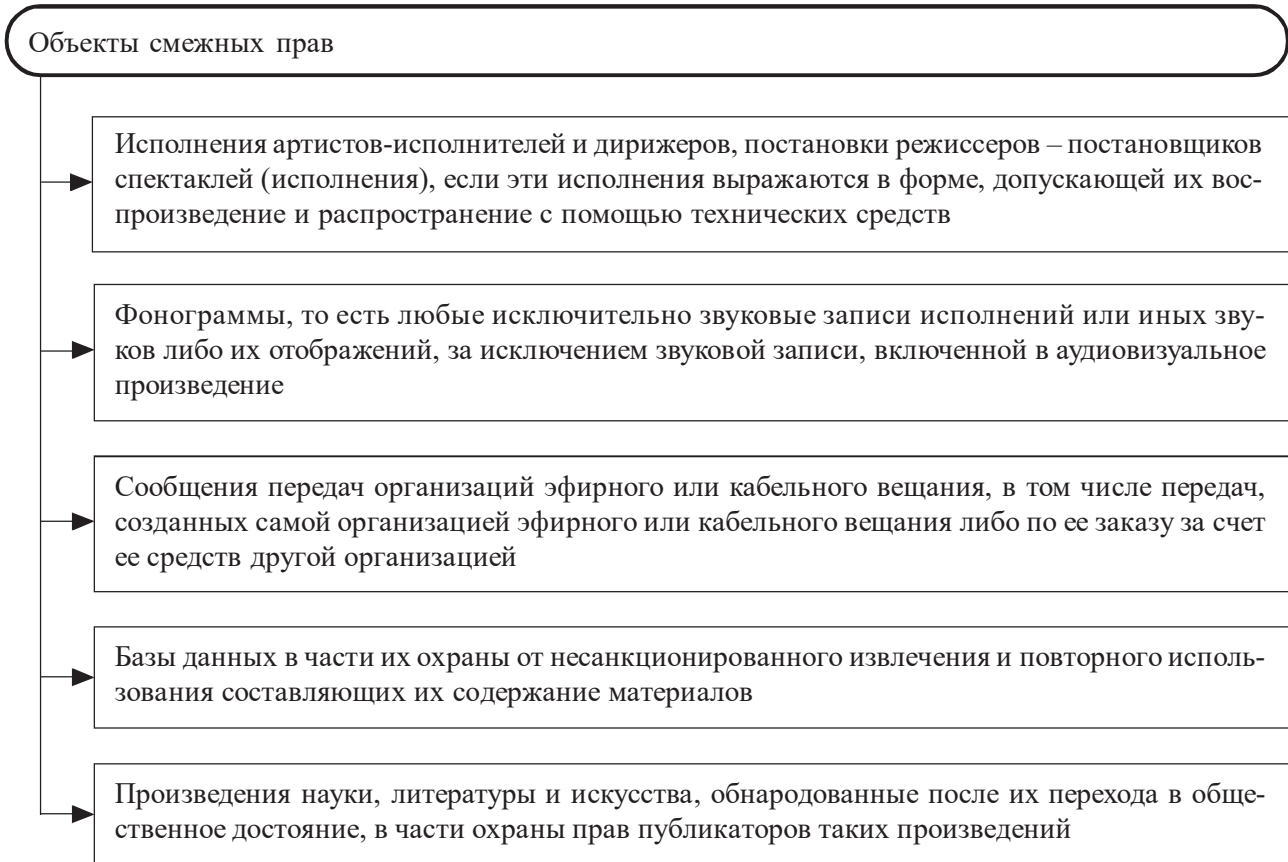 Объекты смежных прав
Исполнения артистов-исполнителей и дирижеров, постановки режиссеров – постановщиков
спектаклей (исполнения), если эти исполнения выражаются в форме, допускающей их вос-
произведение и распространение с помощью технических средств
Фонограммы, то есть любые исключительно звуковые записи исполнений или иных зву-
ков либо их отображений, за исключением звуковой записи, включенной в аудиовизуальное
произведение
Сообщения передач организаций эфирного или кабельного вещания, в том числе передач,
созданных самой организацией эфирного или кабельного вещания либо по ее заказу за счет
ее средств другой организацией
Базы данных в части их охраны от несанкционированного извлечения и повторного исполь-
зования составляющих их содержание материалов
Произведения науки, литературы и искусства, обнародованные после их перехода в обще-
ственное достояние, в части охраны прав публикаторов таких произведений